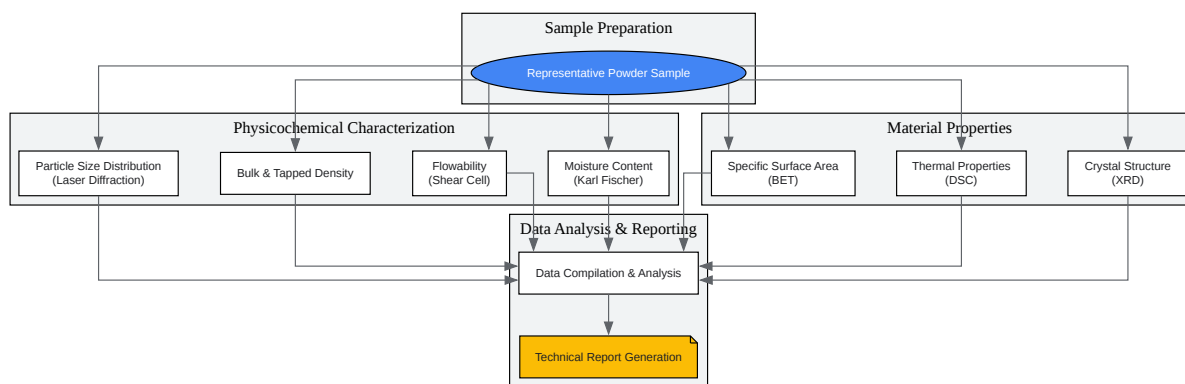 Sample Preparation
Representative Powder Sample
Physicochemical Characterization
Particle Size Distribution
(Laser Diffraction)
Bulk & Tapped Density
Flowability
(Shear Cell)
Moisture Content
(Karl Fischer)
Material Properties
Specific Surface Area
(BET)
Thermal Properties
(DSC)
Crystal Structure
(XRD)
Data Analysis & Reporting
Data Compilation & Analysis
Technical Report Generation